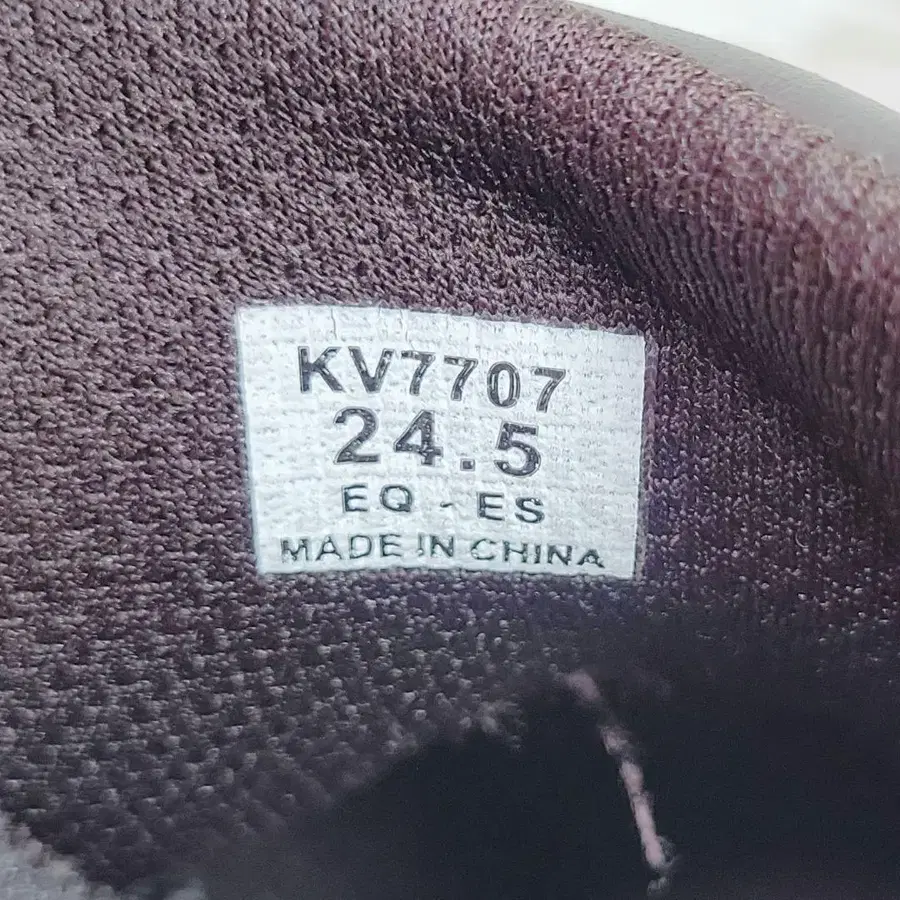 KV7707
24.5
EQ - ES
MADE IN CHINA